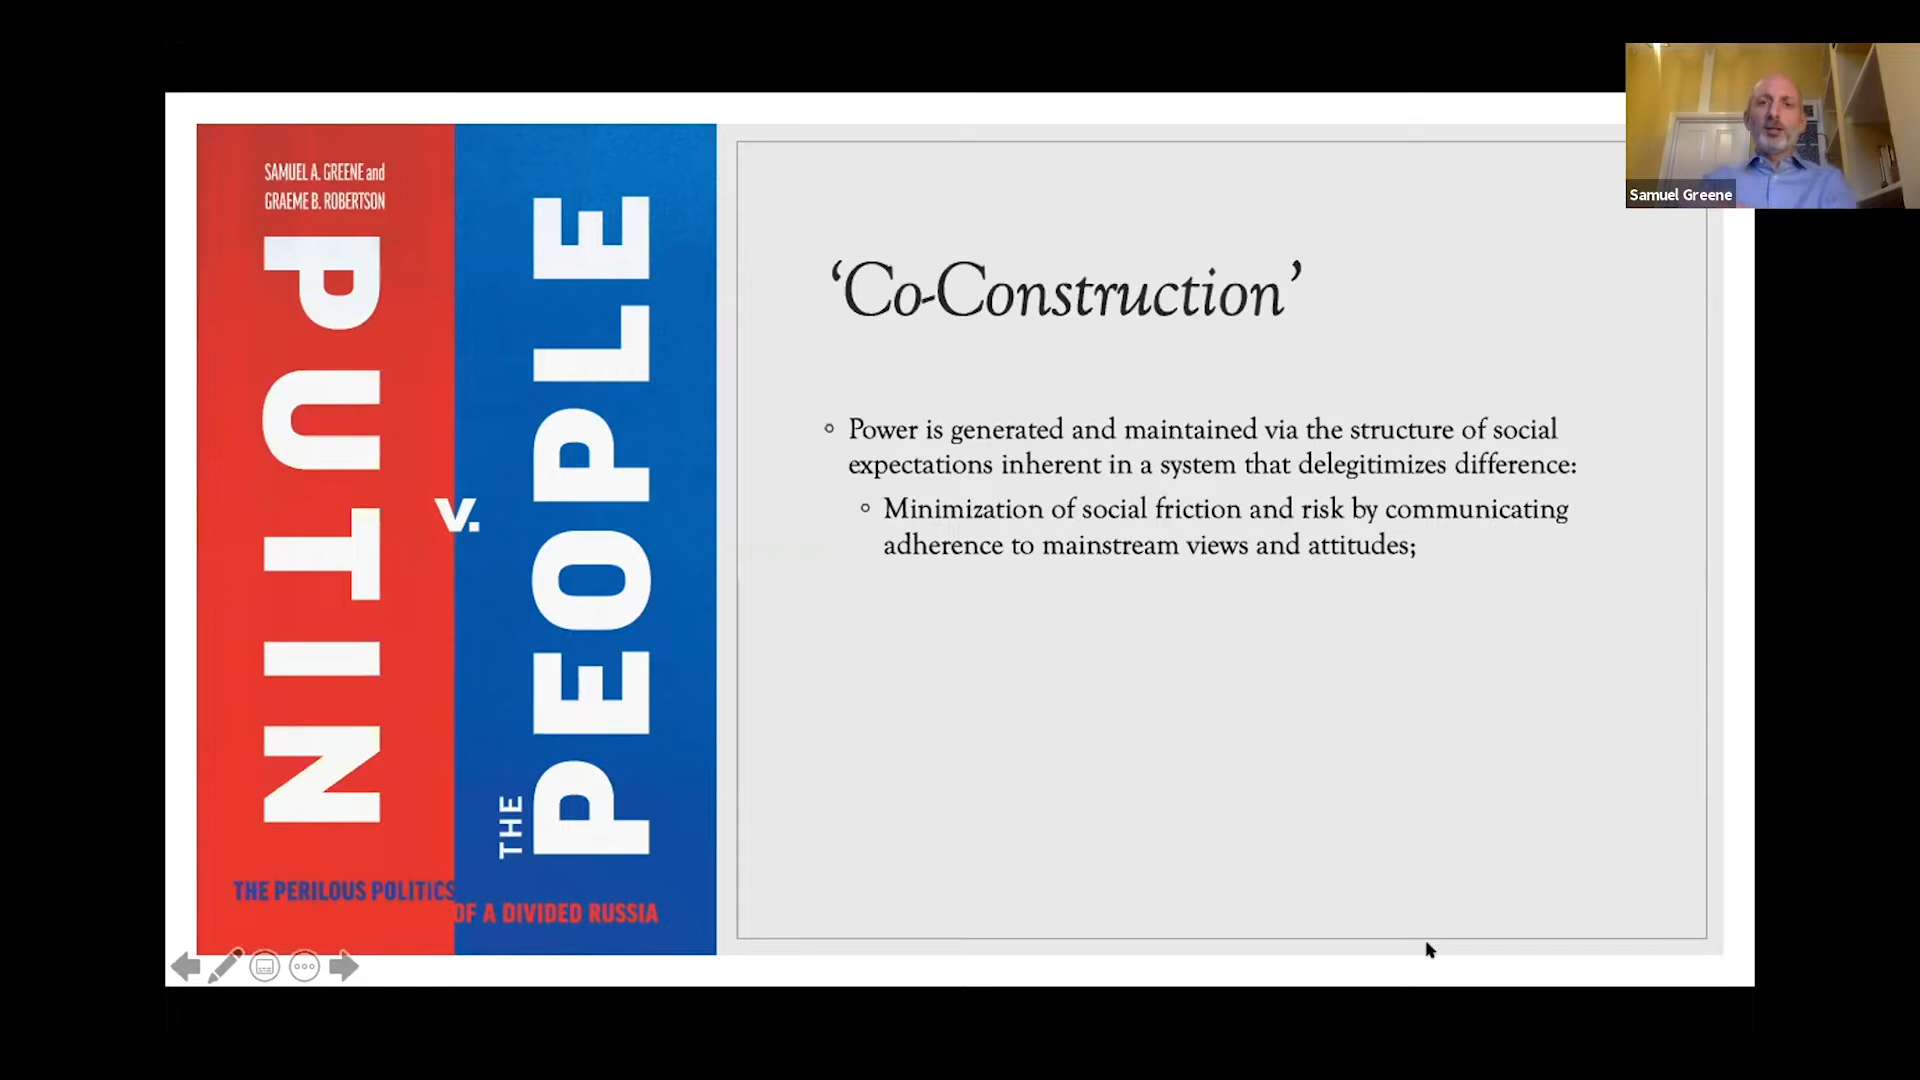 SAMUEL A. GREENE and
GRAEME B. ROBERTSON
PUTIN
v.
THE
PEOPLE
THE PERILOUS POLITICS
OF A DIVIDED RUSSIA
‘Co-Construction’
Power is generated and maintained via the structure of social
expectations inherent in a system that delegitimizes difference:
Minimization of social friction and risk by communicating
adherence to mainstream views and attitudes;
Samuel Greene